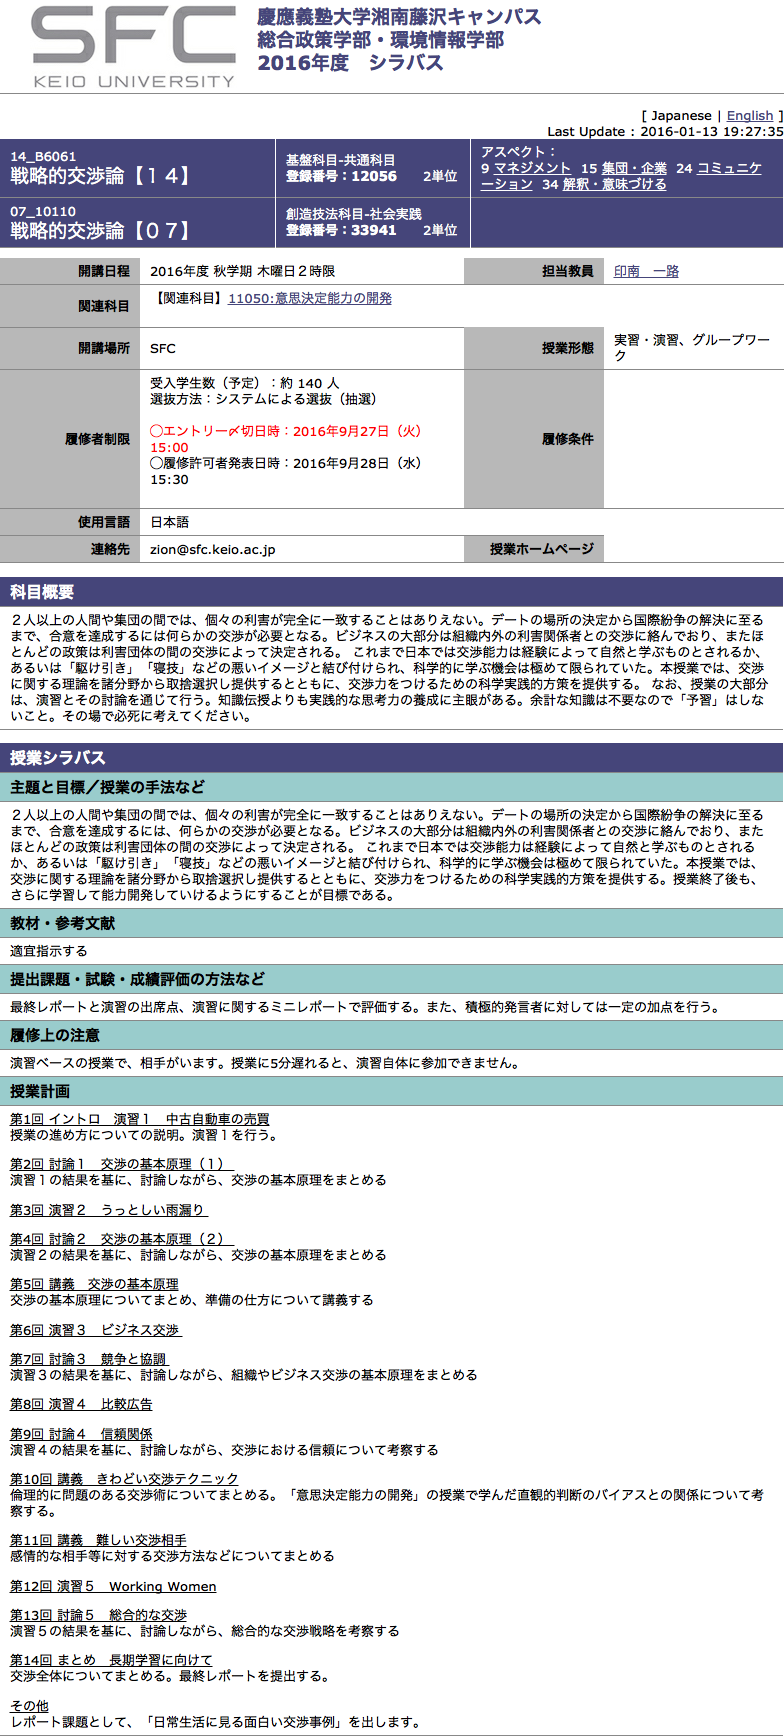 SFC
KEIO UNIVERSITY
慶應義塾大学湘南藤沢キャンパス
総合政策学部・環境情報学部
2016年度　シラバス
[ Japanese | English ]
Last Update : 2016-01-13 19:27:35
14_B6061
戦略的交渉論【１４】
基盤科目-共通科目
登録番号：12056　2単位
アスペクト：
9 マネジメント 15 集団・企業 24 コミュニケ
ーション 34 解釈・意味づける
07_10110
戦略的交渉論【０７】
創造技法科目-社会実践
登録番号：33941　2単位
開講日程　2016年度 秋学期 木曜日２時限　担当教員　印南　一路
関連科目　【関連科目】11050:意思決定能力の開発
開講場所　SFC　授業形態　実習・演習、グループワー
ク
履修者制限
受入学生数（予定）：約 140 人
選抜方法：システムによる選抜（抽選）
◯エントリー〆切日時：2016年9月27日（火）
15:00
◯履修許可者発表日時：2016年9月28日（水）
15:30
履修条件
使用言語　日本語
連絡先　zion@sfc.keio.ac.jp　授業ホームページ
科目概要
２人以上の人間や集団の間では、個々の利害が完全に一致することはありえない。デートの場所の決定から国際紛争の解決に至る
まで、合意を達成するには何らかの交渉が必要となる。ビジネスの大部分は組織内外の利害関係者との交渉に絡んでおり、またほ
とんどの政策は利害団体の間の交渉によって決定される。 これまで日本では交渉能力は経験によって自然と学ぶものとされるか、
あるいは「駆け引き」「寝技」などの悪いイメージと結び付けられ、科学的に学ぶ機会は極めて限られていた。本授業では、交渉
に関する理論を諸分野から取捨選択し提供するとともに、交渉力をつけるための科学実践的方策を提供する。 なお、授業の大部分
は、演習とその討論を通じて行う。知識伝授よりも実践的な思考力の養成に主眼がある。余計な知識は不要なので「予習」はしな
いこと。その場で必死に考えてください。
授業シラバス
主題と目標／授業の手法など
２人以上の人間や集団の間では、個々の利害が完全に一致することはありえない。デートの場所の決定から国際紛争の解決に至る
まで、合意を達成するには、何らかの交渉が必要となる。ビジネスの大部分は組織内外の利害関係者との交渉に絡んでおり、また
ほとんどの政策は利害団体の間の交渉によって決定される。 これまで日本では交渉能力は経験によって自然と学ぶものとされる
か、あるいは「駆け引き」「寝技」などの悪いイメージと結び付けられ、科学的に学ぶ機会は極めて限られていた。本授業では、
交渉に関する理論を諸分野から取捨選択し提供するとともに、交渉力をつけるための科学実践的方策を提供する。授業終了後も、
さらに学習して能力開発していけるようにすることが目標である。
教材・参考文献
適宜指示する
提出課題・試験・成績評価の方法など
最終レポートと演習の出席点、演習に関するミニレポートで評価する。また、積極的発言者に対しては一定の加点を行う。
履修上の注意
演習ベースの授業で、相手がいます。授業に5分遅れると、演習自体に参加できません。
授業計画
第1回 イントロ　演習１　中古自動車の売買
授業の進め方についての説明。演習１を行う。
第2回 討論１　交渉の基本原理（１）
演習１の結果を基に、討論しながら、交渉の基本原理をまとめる
第3回 演習２　うっとしい雨漏り
第4回 討論２　交渉の基本原理（２）
演習２の結果を基に、討論しながら、交渉の基本原理をまとめる
第5回 講義　交渉の基本原理
交渉の基本原理についてまとめ、準備の仕方について講義する
第6回 演習３　ビジネス交渉
第7回 討論３　競争と協調
演習３の結果を基に、討論しながら、組織やビジネス交渉の基本原理をまとめる
第8回 演習４　比較広告
第9回 討論４　信頼関係
演習４の結果を基に、討論しながら、交渉における信頼について考察する
第10回 講義　きわどい交渉テクニック
倫理的に問題のある交渉術についてまとめる。「意思決定能力の開発」の授業で学んだ直観的判断のバイアスとの関係について考
察する。
第11回 講義　難しい交渉相手
感情的な相手等に対する交渉方法などについてまとめる
第12回 演習５　Working Women
第13回 討論５　総合的な交渉
演習５の結果を基に、討論しながら、総合的な交渉戦略を考察する
第14回 まとめ　長期学習に向けて
交渉全体についてまとめる。最終レポートを提出する。
その他
レポート課題として、「日常生活に見る面白い交渉事例」を出します。